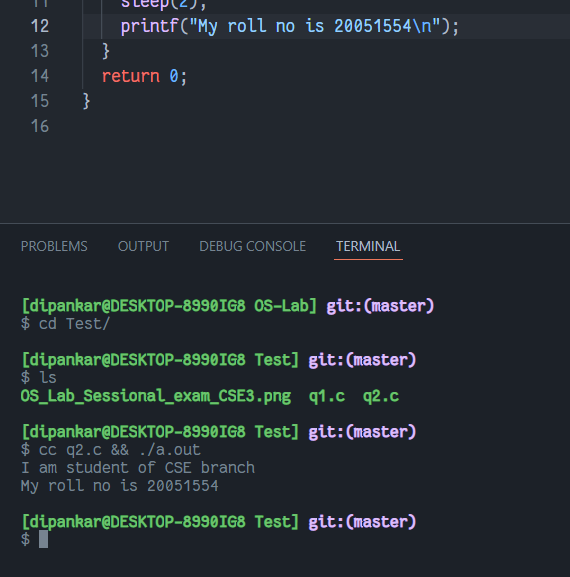 11 sleep(2);
12 printf("My roll no is 20051554\n");
13 }
14 return 0;
15 }
16
PROBLEMS OUTPUT DEBUG CONSOLE TERMINAL
[dipankar@DESKTOP-8990IG8 OS-Lab] git:(master)
$ cd Test/
[dipankar@DESKTOP-8990IG8 Test] git:(master)
$ ls
OS_Lab_Sessional_exam_CSE3.png q1.c q2.c
[dipankar@DESKTOP-8990IG8 Test] git:(master)
$ cc q2.c && ./a.out
I am student of CSE branch
My roll no is 20051554
[dipankar@DESKTOP-8990IG8 Test] git:(master)
$